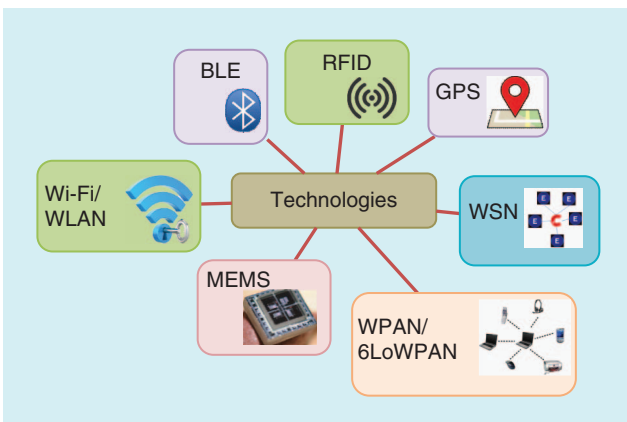 BLE
RFID
GPS
Wi-Fi/
WLAN
Technologies
WSN
E
E
E
E
E
C
MEMS
WPAN/
6LoWPAN